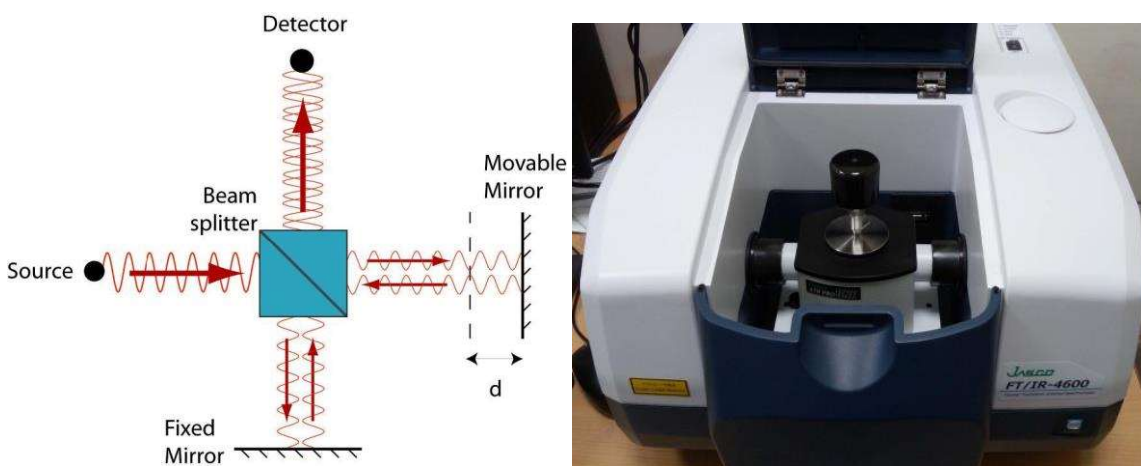 Detector
Movable
Mirror
Beam
splitter
Source
d
Fixed
Mirror
JASCO
FT/IR-4600